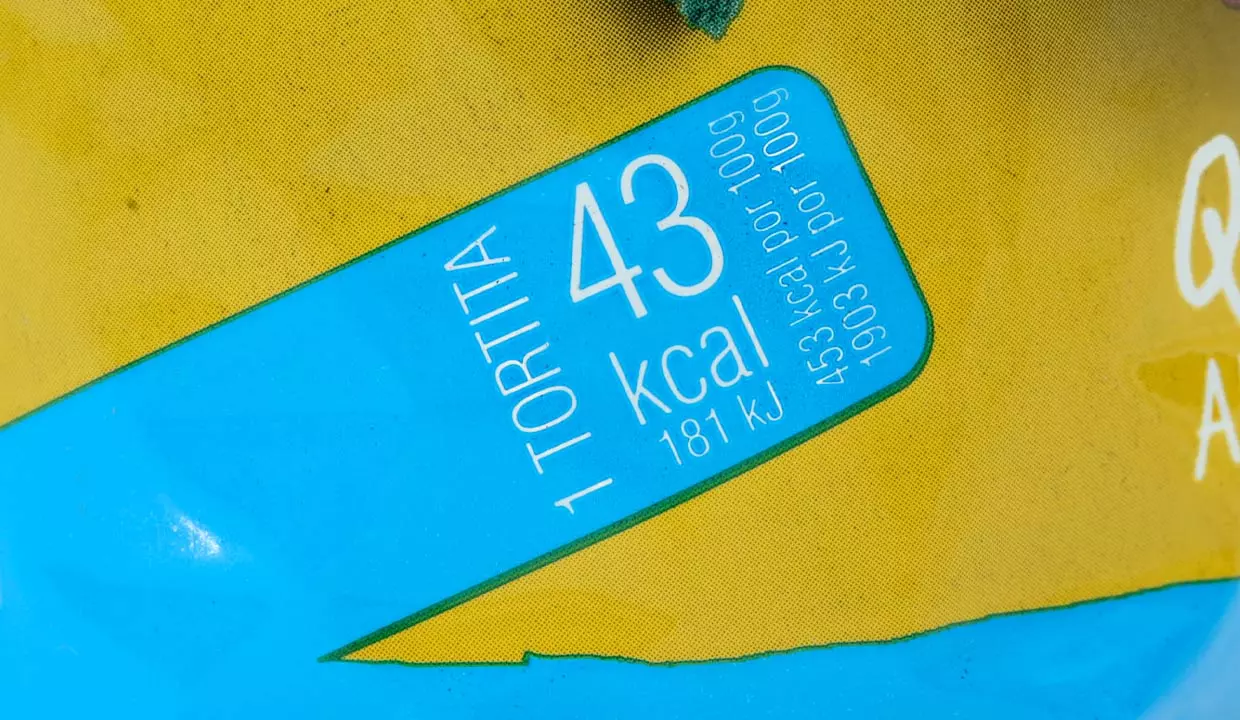 1 TORTITA
43
kcal
181 kJ
453 kcal por 100g
1903 kJ por 100g